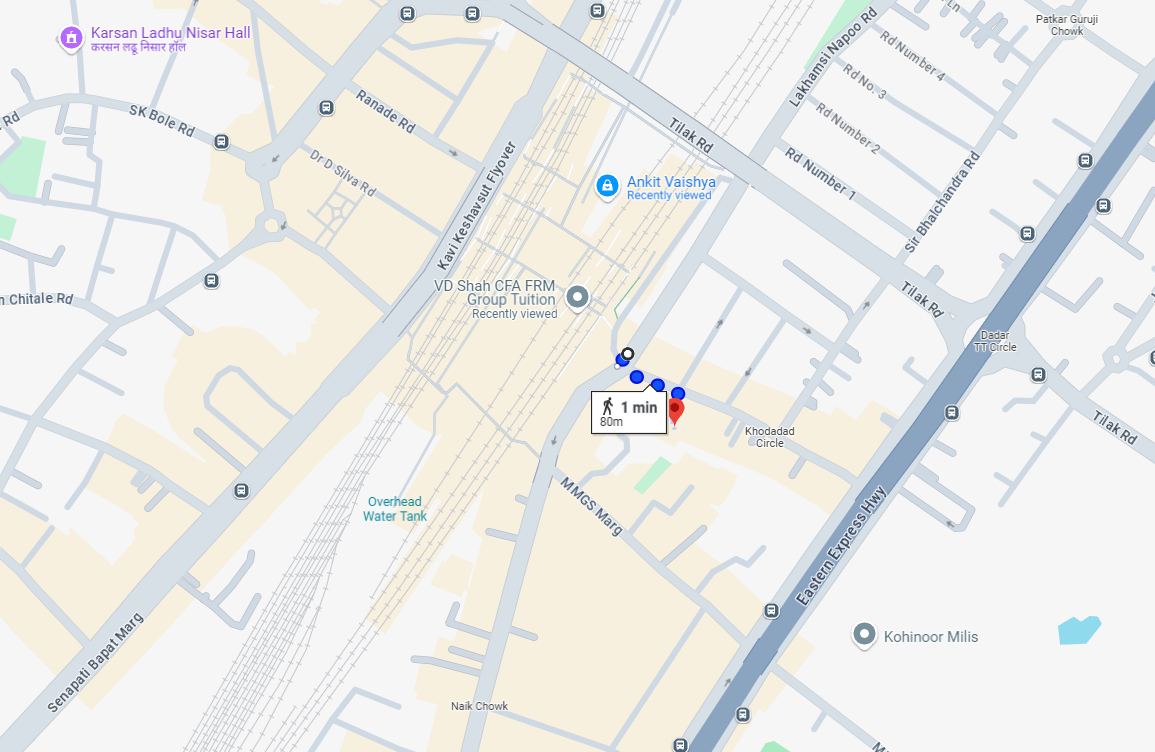 Karsan Ladhu Nisar Hall
करसन लढू निसार हॉल
Patkar Guruji
Chowk
Ln
Rd
SK Bole Rd
Ranade Rd
Dr D Silva Rd
Kavi Keshavsut Flyover
Tilak Rd
Lakhamsi Napoo Rd
Rd Number 4
Rd No. 3
Rd Number 2
Rd Number 1
Sir Bhalchandra Rd
Ankit Vaishya
Recently viewed
n Chitale Rd
VD Shah CFA FRM
Group Tuition
Recently viewed
Tilak Rd
Dadar
TT Circle
Tilak Rd
1 min
80m
Khodadad
Circle
Overhead
Water Tank
MMGS Marg
Eastern Express Hwy
Senapati Bapat Marg
Kohinoor Milis
Naik Chowk